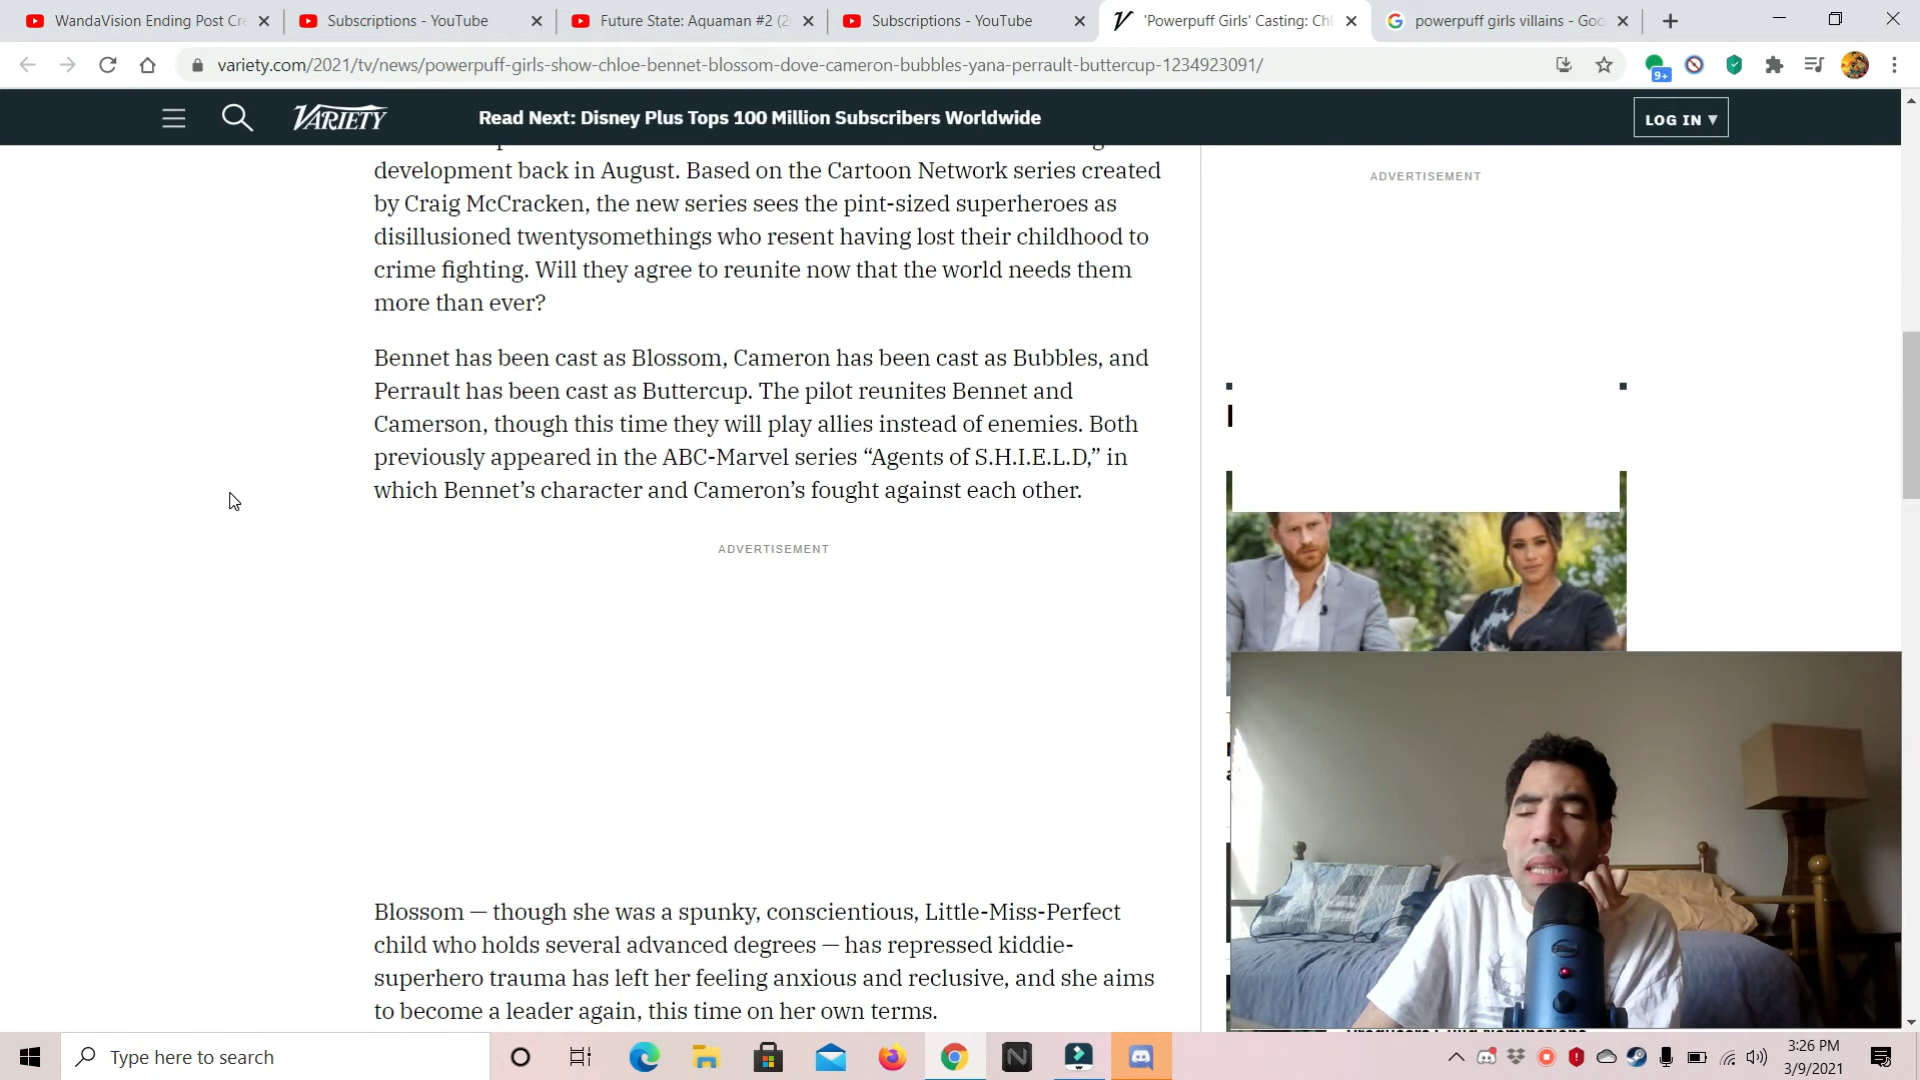 WandaVision Ending Post Cre
Subscriptions - YouTube
Future State: Aquaman #2 (2
Subscriptions - YouTube
'Powerpuff Girls' Casting: Chl
powerpuff girls villains - Goo
variety.com/2021/tv/news/powerpuff-girls-show-chloe-bennet-blossom-dove-cameron-bubbles-yana-perrault-buttercup-1234923091/
9+
VARIETY
Read Next: Disney Plus Tops 100 Million Subscribers Worldwide
LOG IN ▾
development back in August. Based on the Cartoon Network series created
by Craig McCracken, the new series sees the pint-sized superheroes as
disillusioned twentysomethings who resent having lost their childhood to
crime fighting. Will they agree to reunite now that the world needs them
more than ever?
ADVERTISEMENT
Bennet has been cast as Blossom, Cameron has been cast as Bubbles, and
Perrault has been cast as Buttercup. The pilot reunites Bennet and
Camerson, though this time they will play allies instead of enemies. Both
previously appeared in the ABC-Marvel series “Agents of S.H.I.E.L.D,” in
which Bennet’s character and Cameron’s fought against each other.
ADVERTISEMENT
Blossom — though she was a spunky, conscientious, Little-Miss-Perfect
child who holds several advanced degrees — has repressed kiddie-
superhero trauma has left her feeling anxious and reclusive, and she aims
to become a leader again, this time on her own terms.
Type here to search
3:26 PM
3/9/2021